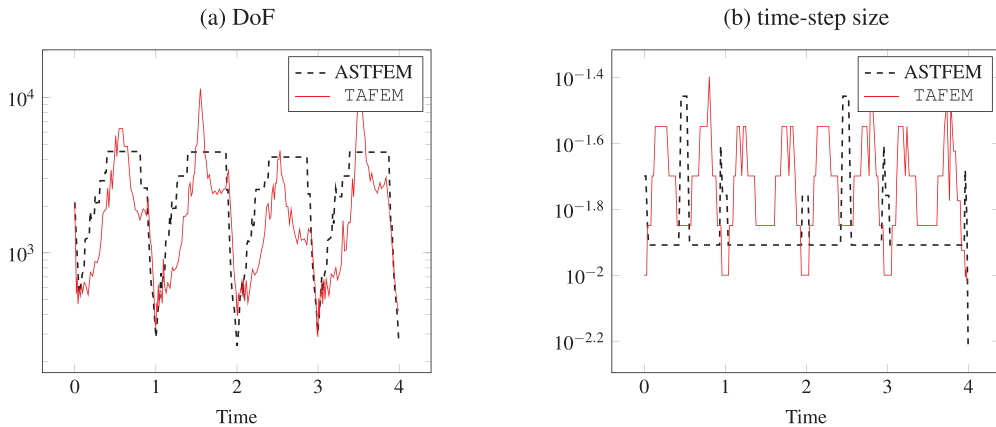 (a) DoF
ASTFEM
TAFEM
10^4
10^3
0 1 2 3 4
Time
(b) time-step size
ASTFEM
TAFEM
10^−1.4
10^−1.6
10^−1.8
10^−2
10^−2.2
0 1 2 3 4
Time